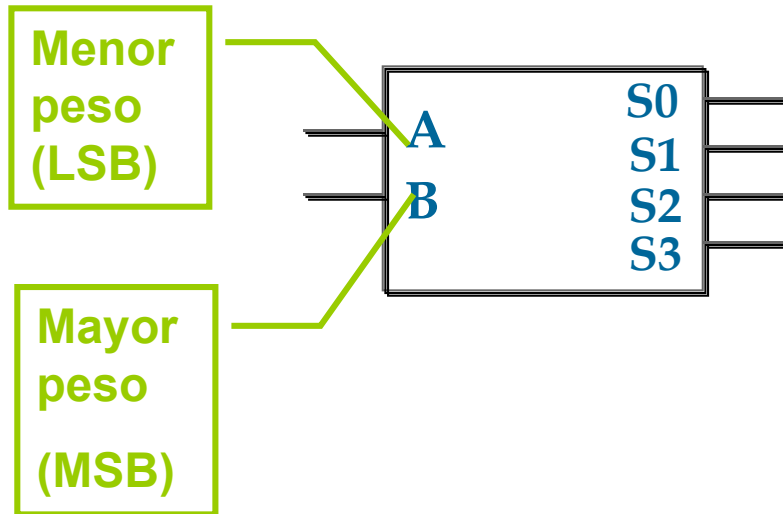 Menor
peso
(LSB)
A
B
S0
S1
S2
S3
Mayor
peso
(MSB)